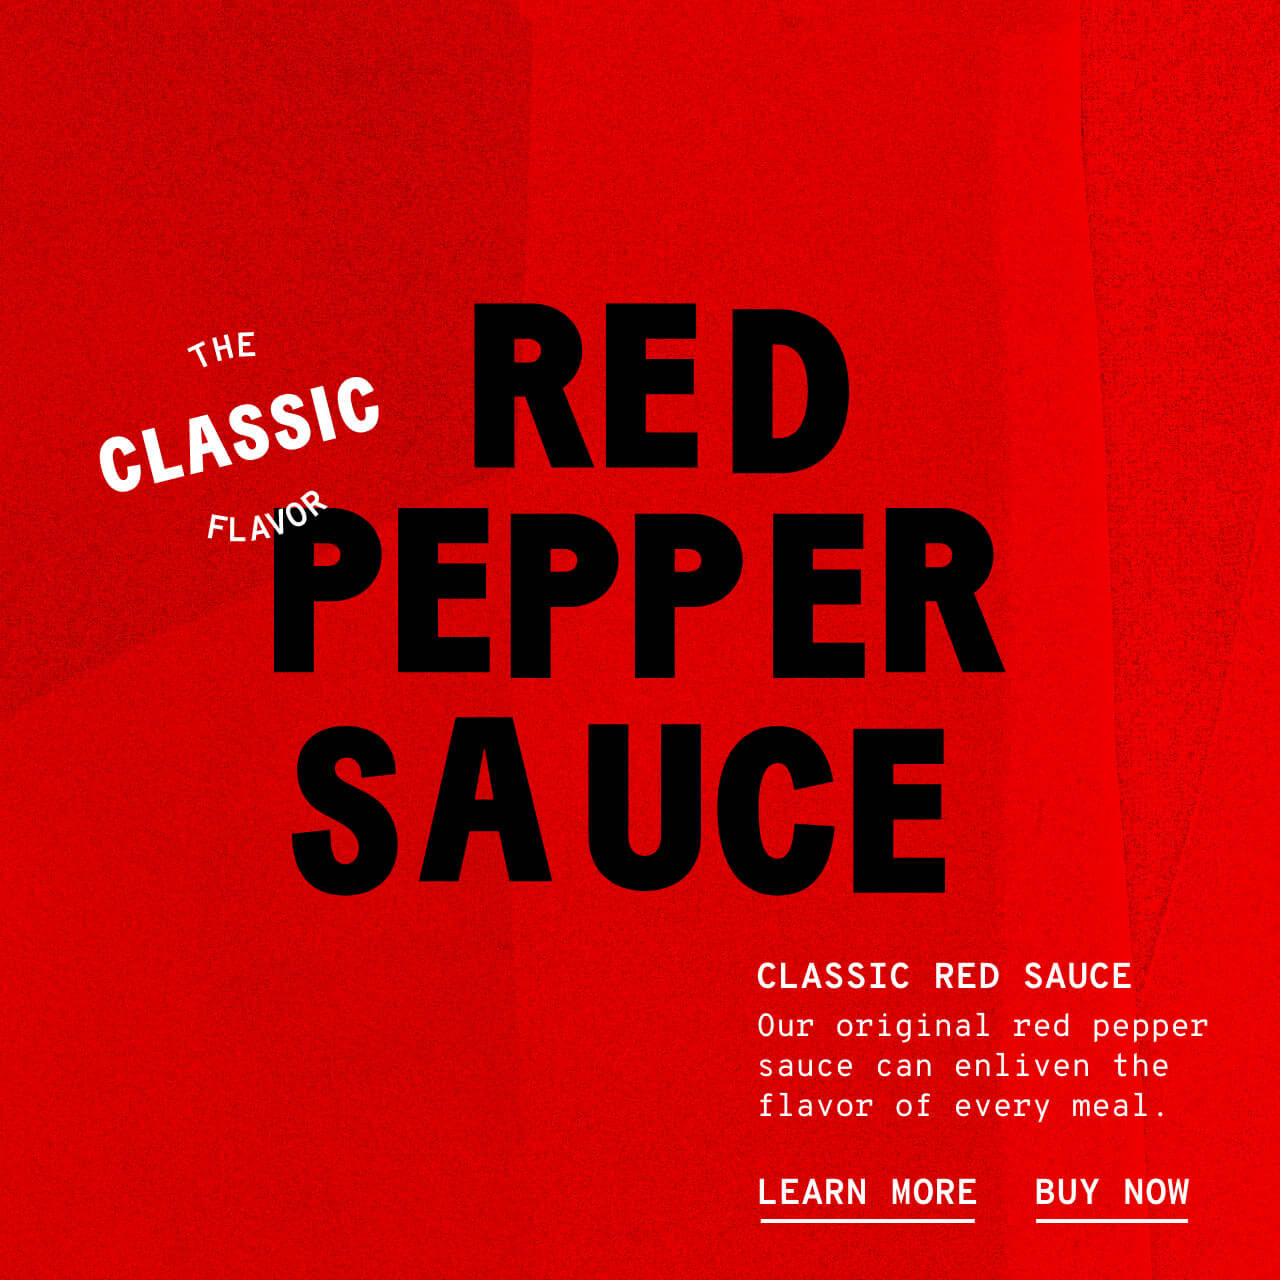 THE
CLASSIC
FLAVOR
RED
PEPPER
SAUCE
CLASSIC RED SAUCE
Our original red pepper
sauce can enliven the
flavor of every meal.
LEARN MORE
BUY NOW